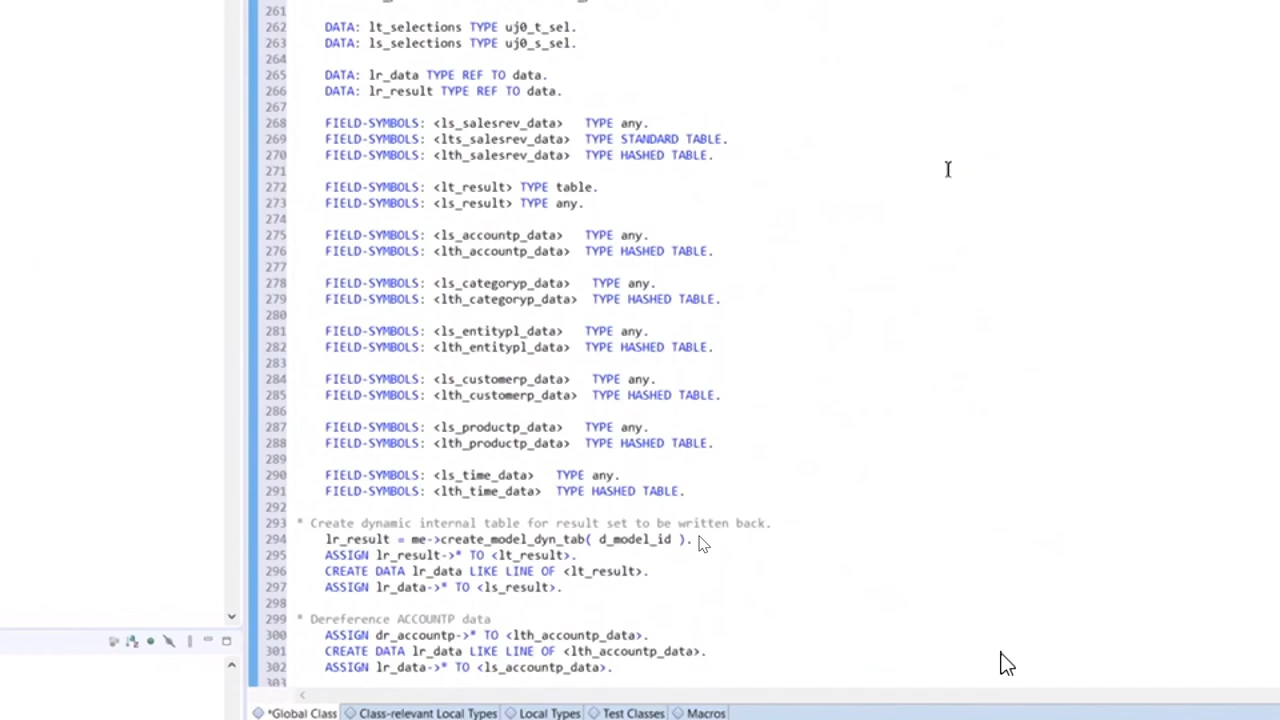 261
262 DATA: lt_selections TYPE uj0_t_sel.
263 DATA: ls_selections TYPE uj0_s_sel.
264
265 DATA: lr_data TYPE REF TO data.
266 DATA: lr_result TYPE REF TO data.
267
268 FIELD-SYMBOLS: <ls_salesrev_data> TYPE any.
269 FIELD-SYMBOLS: <lts_salesrev_data> TYPE STANDARD TABLE.
270 FIELD-SYMBOLS: <lth_salesrev_data> TYPE HASHED TABLE.
271
272 FIELD-SYMBOLS: <lt_result> TYPE table.
273 FIELD-SYMBOLS: <ls_result> TYPE any.
274
275 FIELD-SYMBOLS: <ls_accountp_data> TYPE any.
276 FIELD-SYMBOLS: <lth_accountp_data> TYPE HASHED TABLE.
277
278 FIELD-SYMBOLS: <ls_categoryp_data> TYPE any.
279 FIELD-SYMBOLS: <lth_categoryp_data> TYPE HASHED TABLE.
280
281 FIELD-SYMBOLS: <ls_entitypl_data> TYPE any.
282 FIELD-SYMBOLS: <lth_entitypl_data> TYPE HASHED TABLE.
283
284 FIELD-SYMBOLS: <ls_customerp_data> TYPE any.
285 FIELD-SYMBOLS: <lth_customerp_data> TYPE HASHED TABLE.
286
287 FIELD-SYMBOLS: <ls_productp_data> TYPE any.
288 FIELD-SYMBOLS: <lth_productp_data> TYPE HASHED TABLE.
289
290 FIELD-SYMBOLS: <ls_time_data> TYPE any.
291 FIELD-SYMBOLS: <lth_time_data> TYPE HASHED TABLE.
292
293 * Create dynamic internal table for result set to be written back.
294 lr_result = me->create_model_dyn_tab( d_model_id ).
295 ASSIGN lr_result->* TO <lt_result>.
296 CREATE DATA lr_data LIKE LINE OF <lt_result>.
297 ASSIGN lr_data->* TO <ls_result>.
298
299 * Dereference ACCOUNTP data
300 ASSIGN dr_accountp->* TO <lth_accountp_data>.
301 CREATE DATA lr_data LIKE LINE OF <lth_accountp_data>.
302 ASSIGN lr_data->* TO <ls_accountp_data>.
303
*Global Class Class-relevant Local Types Local Types Test Classes Macros